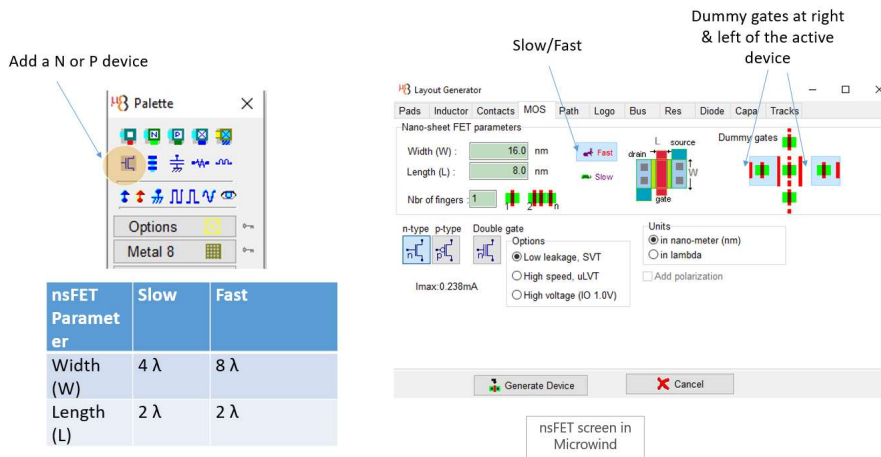 Add a N or P device
Slow/Fast
Dummy gates at right
& left of the active
device
Palette
Options
Metal 8
nsFET
Paramet
er
Slow
Fast
Width
(W)
4 λ
8 λ
Length
(L)
2 λ
2 λ
Layout Generator
Pads Inductor Contacts MOS Path Logo Bus Res Diode Capa Tracks
Nano-sheet FET parameters
Width (W) : 16.0 nm
Length (L) : 8.0 nm
Nbr of fingers : 1
1 2 n
Fast
Slow
L
drain
source
W
gate
Dummy gates
n-type p-type Double gate
n p n
Imax:0.238mA
Options
Low leakage, SVT
High speed, uLVT
High voltage (IO 1.0V)
Units
in nano-meter (nm)
in lambda
Add polarization
Generate Device
Cancel
nsFET screen in
Microwind